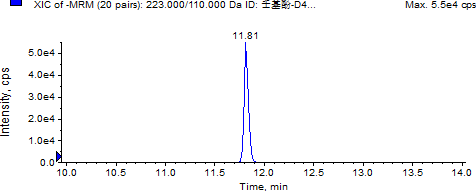 XIC of -MRM (20 pairs): 223.000/110.000 Da ID: 壬基酚-D4... Max. 5.5e4 cps
11.81
5.0e4
4.0e4
3.0e4
2.0e4
1.0e4
0.0
Intensity, cps
10.0 10.5 11.0 11.5 12.0 12.5 13.0 13.5 14.0
Time, min